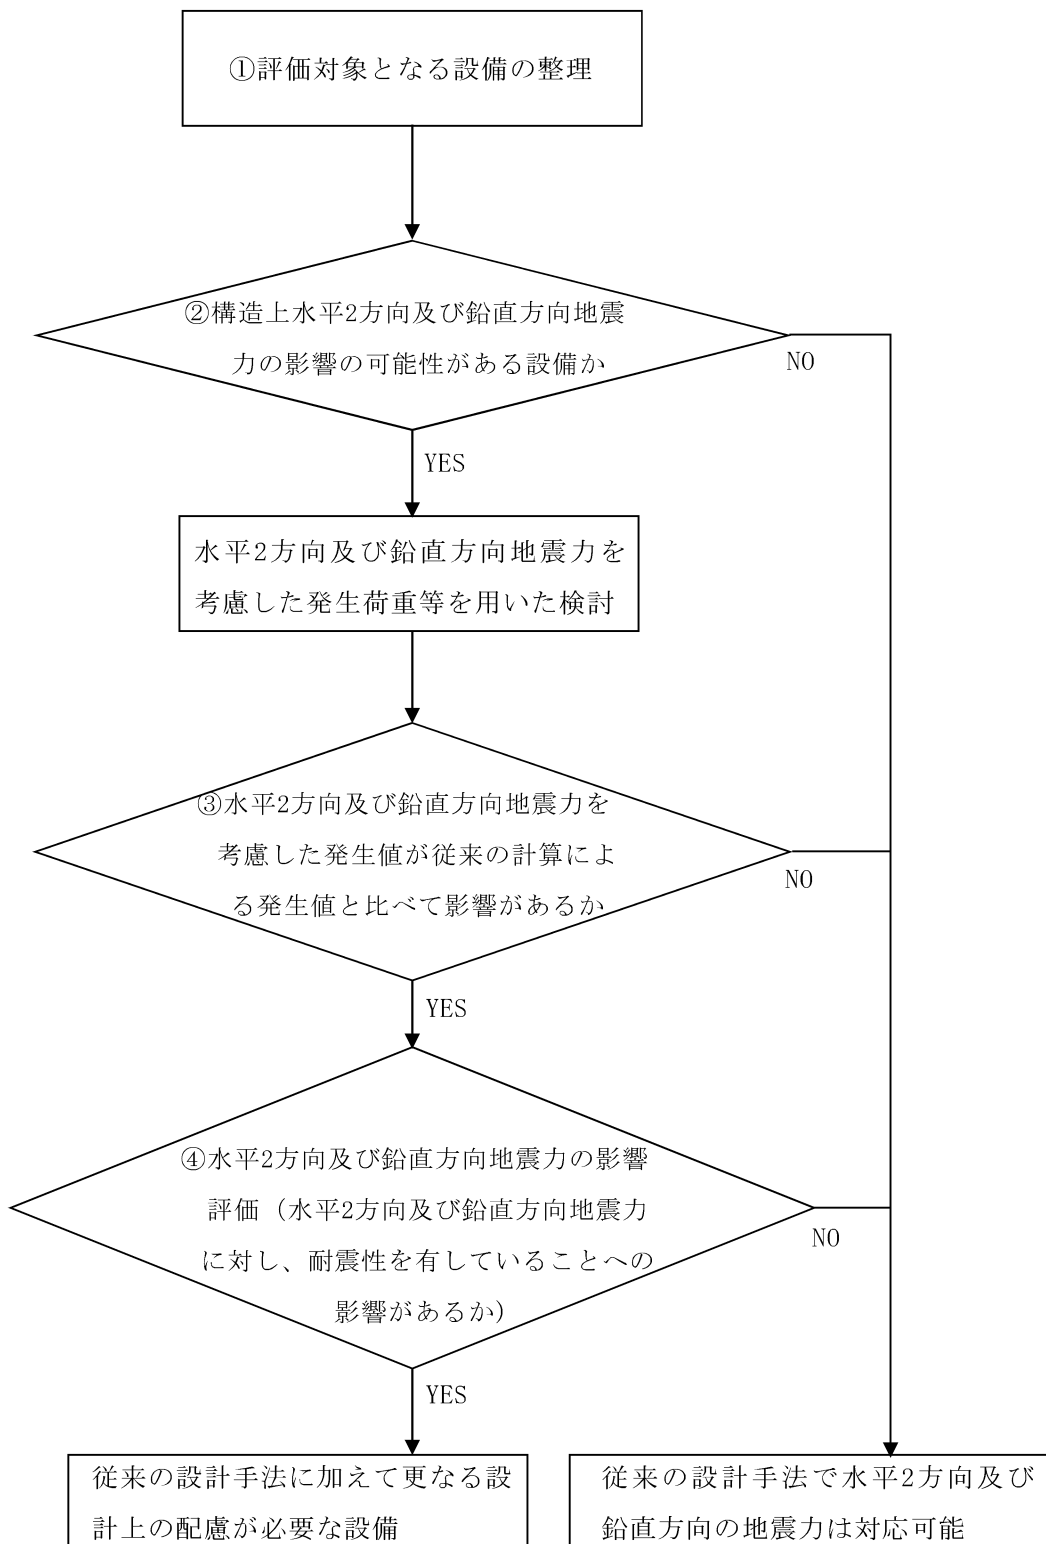 ①評価対象となる設備の整理
②構造上水平2方向及び鉛直方向地震
力の影響の可能性がある設備か
NO
YES
水平2方向及び鉛直方向地震力を
考慮した発生荷重等を用いた検討
③水平2方向及び鉛直方向地震力を
考慮した発生値が従来の計算によ
る発生値と比べて影響があるか
NO
YES
④水平2方向及び鉛直方向地震力の影響
評価（水平2方向及び鉛直方向地震力
に対し、耐震性を有していることへの
影響があるか）
NO
YES
従来の設計手法に加えて更なる設
計上の配慮が必要な設備
従来の設計手法で水平2方向及び
鉛直方向の地震力は対応可能